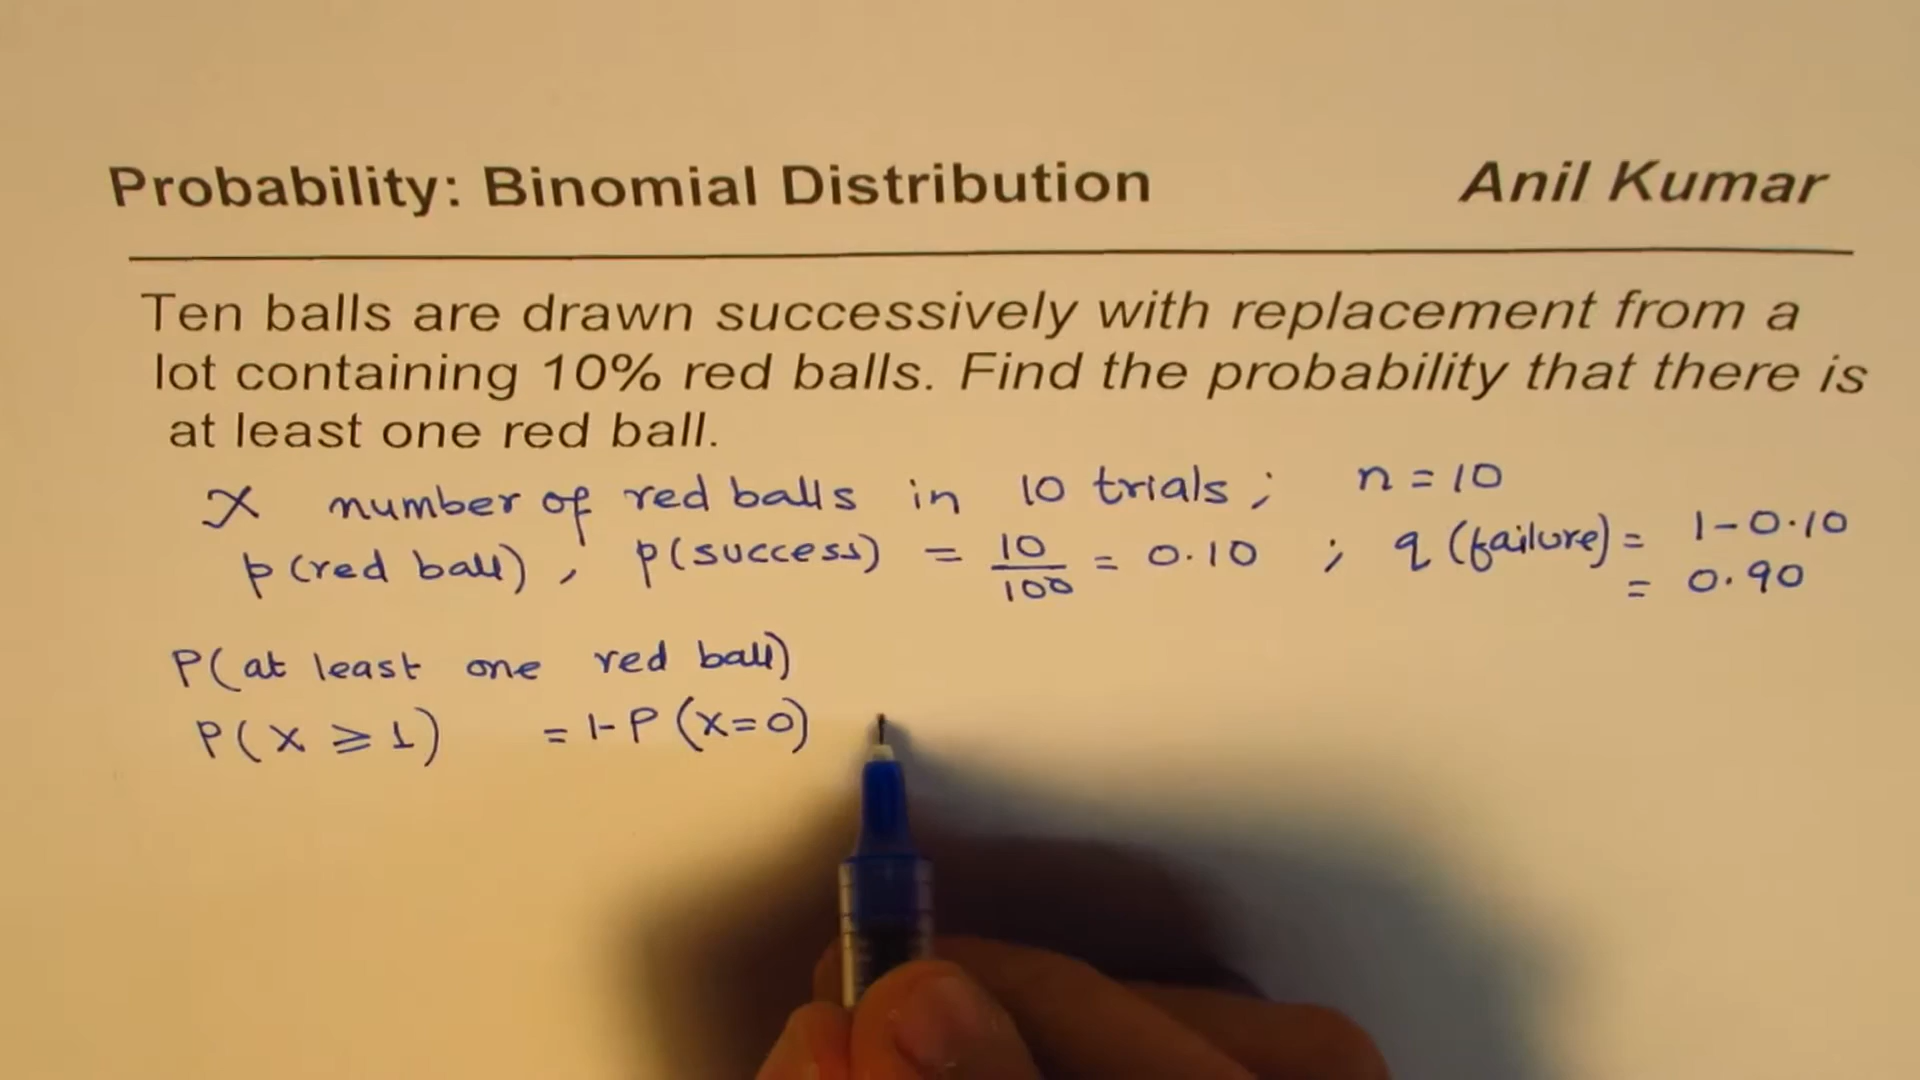 Probability: Binomial Distribution Anil Kumar
Ten balls are drawn successively with replacement from a
lot containing 10% red balls. Find the probability that there is
at least one red ball.
X number of red balls in 10 trials ; n = 10
p (red ball) , p (success) = 10/100 = 0.10 ; q (failure) = 1 - 0.10
= 0.90
P( at least one red ball)
P( X ≥ 1) = 1- P (X=0)